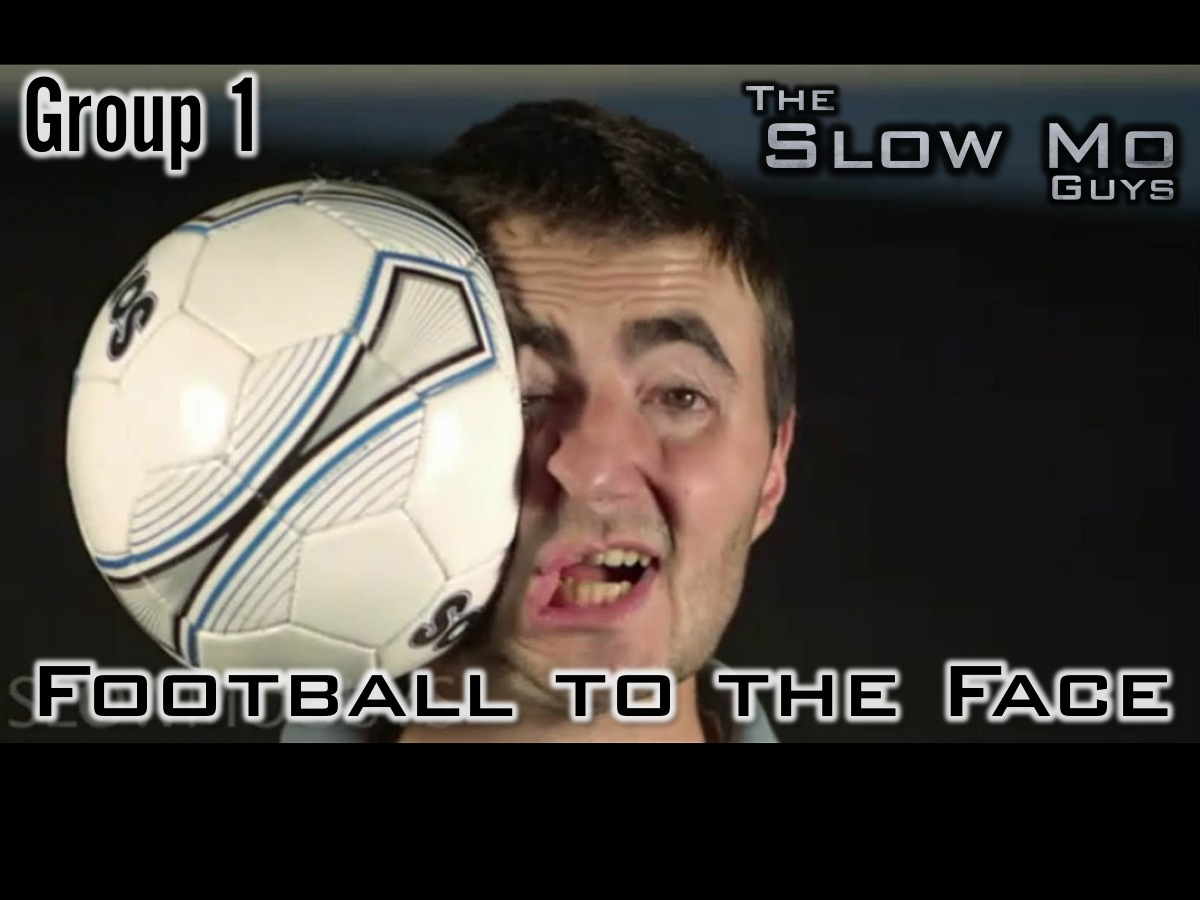 Group 1
THE
SLOW MO
GUYS
FOOTBALL TO THE FACE